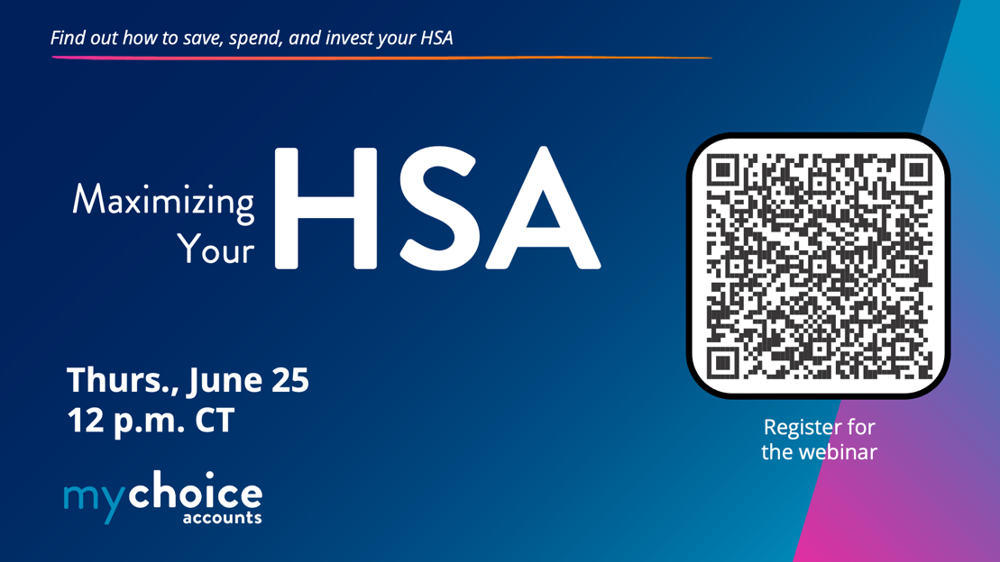 Find out how to save, spend, and invest your HSA
Maximizing
Your
HSA
Thurs., June 25
12 p.m. CT
mychoice
accounts
Register for
the webinar